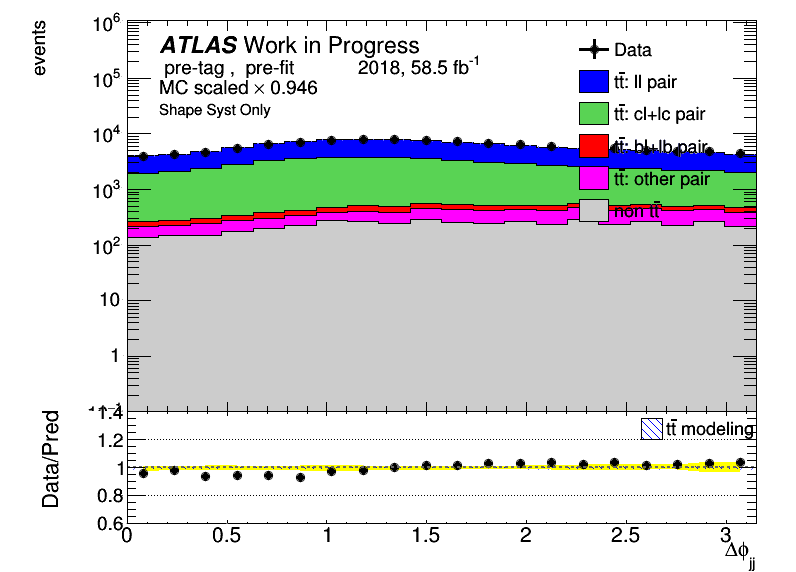 events
10⁶
10⁵
10⁴
10³
10²
10
1
ATLAS Work in Progress
pre-tag , pre-fit 2018, 58.5 fb⁻¹
MC scaled × 0.946
Shape Syst Only
Data
tt̄: ll pair
tt̄: cl+lc pair
tt̄: bl+lb pair
tt̄: other pair
non tt̄
Data/Pred
1.4
1.2
1
0.8
0.6
tt̄ modeling
0 0.5 1 1.5 2 2.5 3
Δϕjj